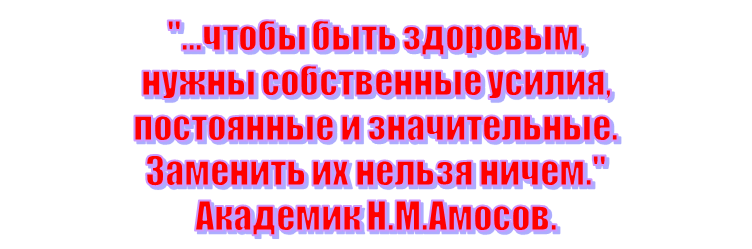 "...чтобы быть здоровым,
нужны собственные усилия,
постоянные и значительные.
Заменить их нельзя ничем."
Академик Н.М.Амосов.